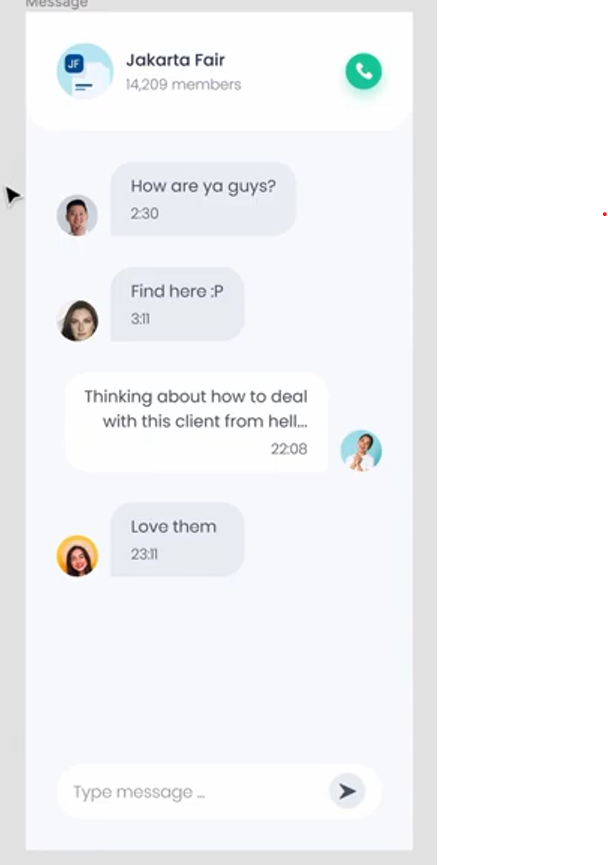 Message
JF
Jakarta Fair
14,209 members
How are ya guys?
2:30
Find here :P
3:11
Thinking about how to deal
with this client from hell...
22:08
Love them
23:11
Type message ...